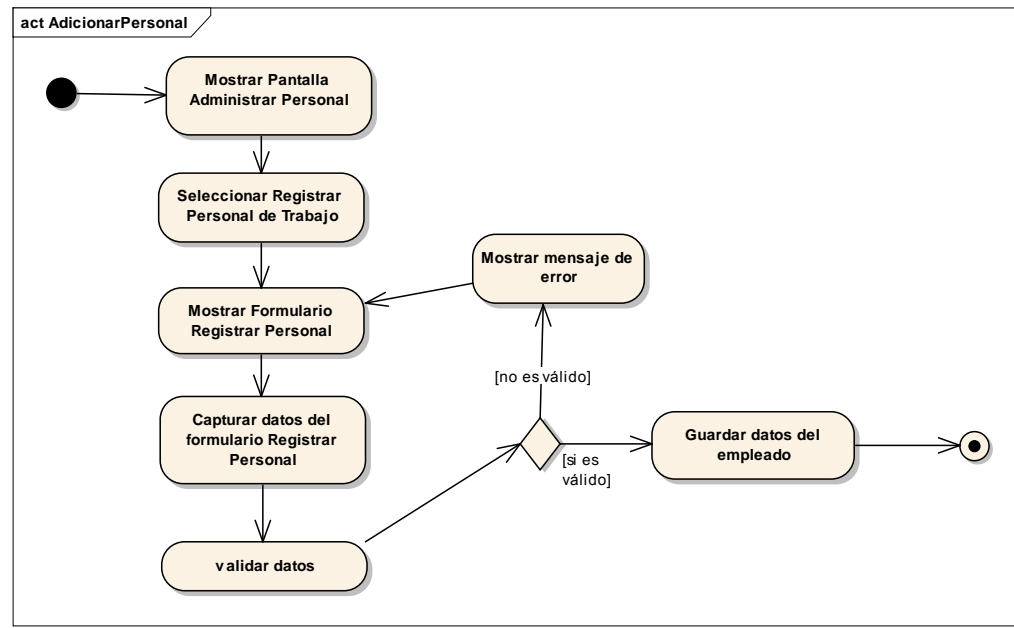 act AdicionarPersonal
Mostrar Pantalla
Administrar Personal
Seleccionar Registrar
Personal de Trabajo
Mostrar mensaje de
error
Mostrar Formulario
Registrar Personal
[no es válido]
Capturar datos del
formulario Registrar
Personal
[si es
válido]
Guardar datos del
empleado
validar datos